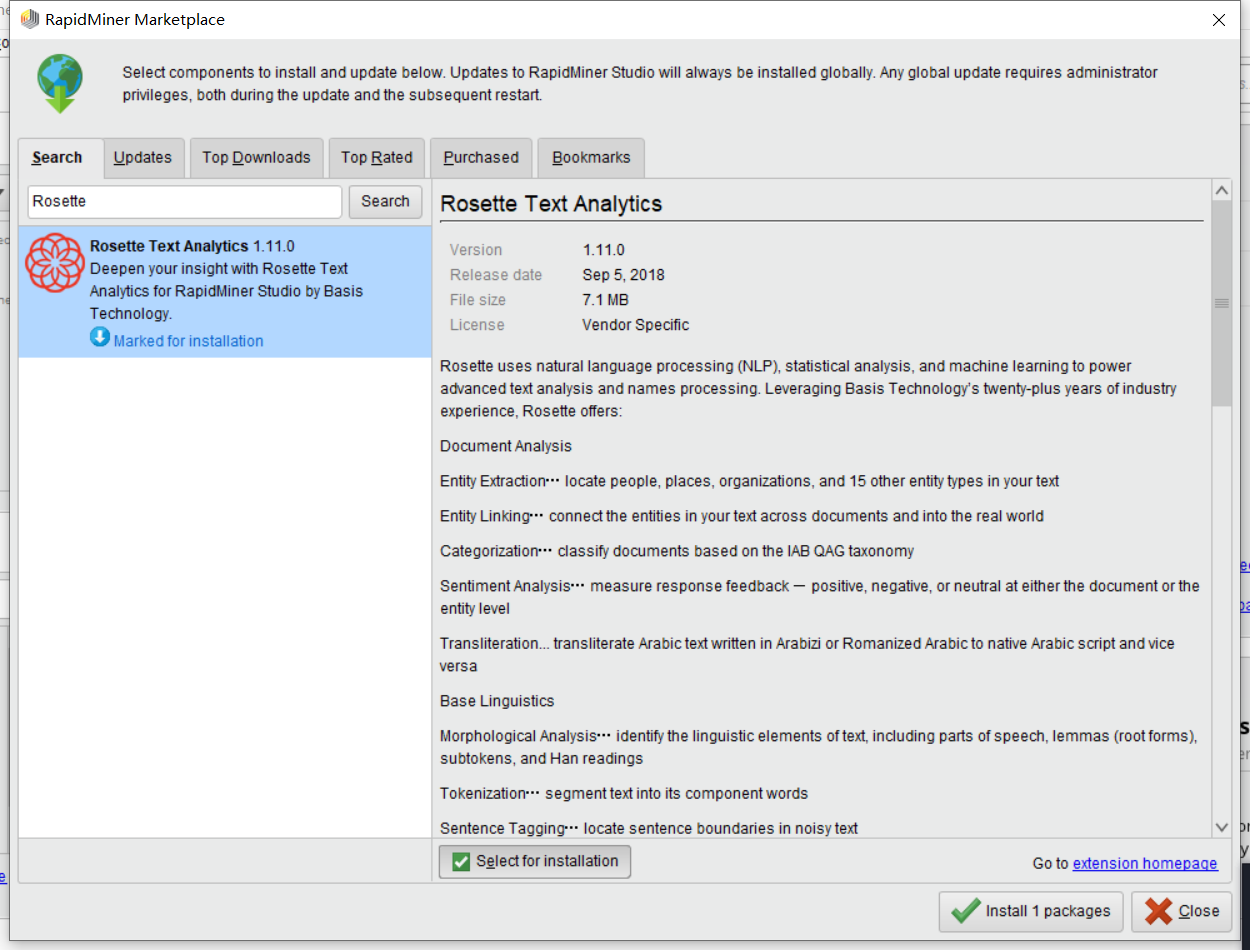 RapidMiner Marketplace
Select components to install and update below. Updates to RapidMiner Studio will always be installed globally. Any global update requires administrator
privileges, both during the update and the subsequent restart.
Search
Updates
Top Downloads
Top Rated
Purchased
Bookmarks
Rosette
Search
Rosette Text Analytics 1.11.0
Deepen your insight with Rosette Text
Analytics for RapidMiner Studio by Basis
Technology.
Marked for installation
Rosette Text Analytics
Version 1.11.0
Release date Sep 5, 2018
File size 7.1 MB
License Vendor Specific
Rosette uses natural language processing (NLP), statistical analysis, and machine learning to power
advanced text analysis and names processing. Leveraging Basis Technology's twenty-plus years of industry
experience, Rosette offers:
Document Analysis
Entity Extraction··· locate people, places, organizations, and 15 other entity types in your text
Entity Linking··· connect the entities in your text across documents and into the real world
Categorization··· classify documents based on the IAB QAG taxonomy
Sentiment Analysis··· measure response feedback — positive, negative, or neutral at either the document or the
entity level
Transliteration... transliterate Arabic text written in Arabizi or Romanized Arabic to native Arabic script and vice
versa
Base Linguistics
Morphological Analysis··· identify the linguistic elements of text, including parts of speech, lemmas (root forms),
subtokens, and Han readings
Tokenization··· segment text into its component words
Sentence Tagging··· locate sentence boundaries in noisy text
Select for installation
Go to extension homepage
Install 1 packages
Close